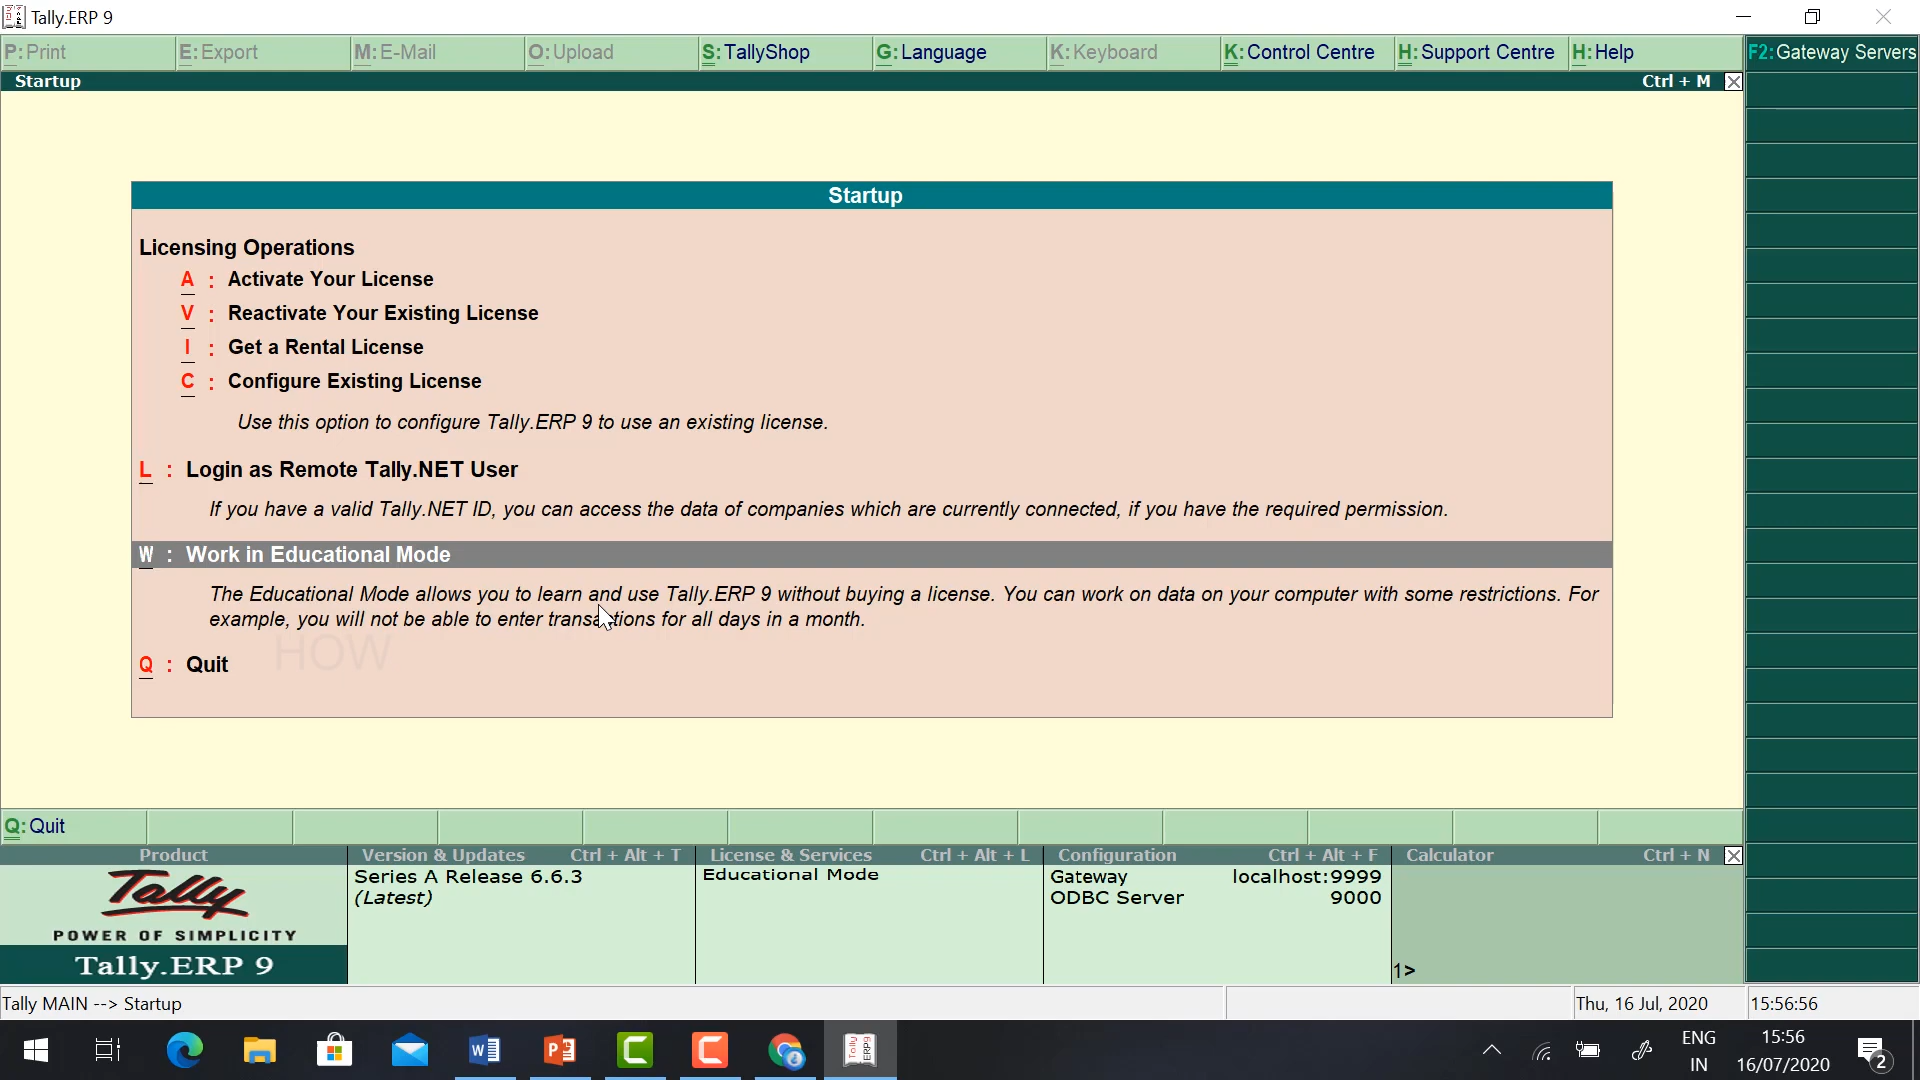 Tally.ERP 9
P: Print E: Export M: E-Mail O: Upload S: TallyShop G: Language K: Keyboard K: Control Centre H: Support Centre H: Help F2: Gateway Servers
Startup Ctrl + M
Startup
Licensing Operations
A : Activate Your License
V : Reactivate Your Existing License
I : Get a Rental License
C : Configure Existing License
Use this option to configure Tally.ERP 9 to use an existing license.
L : Login as Remote Tally.NET User
If you have a valid Tally.NET ID, you can access the data of companies which are currently connected, if you have the required permission.
W : Work in Educational Mode
The Educational Mode allows you to learn and use Tally.ERP 9 without buying a license. You can work on data on your computer with some restrictions. For
example, you will not be able to enter transactions for all days in a month.
HOW
Q : Quit
Q: Quit
Product Version & Updates Ctrl + Alt + T License & Services Ctrl + Alt + L Configuration Ctrl + Alt + F Calculator Ctrl + N
Tally
POWER OF SIMPLICITY
Tally.ERP 9
Series A Release 6.6.3
(Latest)
Educational Mode
Gateway localhost:9999
ODBC Server 9000
1>
Tally MAIN --> Startup Thu, 16 Jul, 2020 15:56:56
ENG
IN
15:56
16/07/2020
2